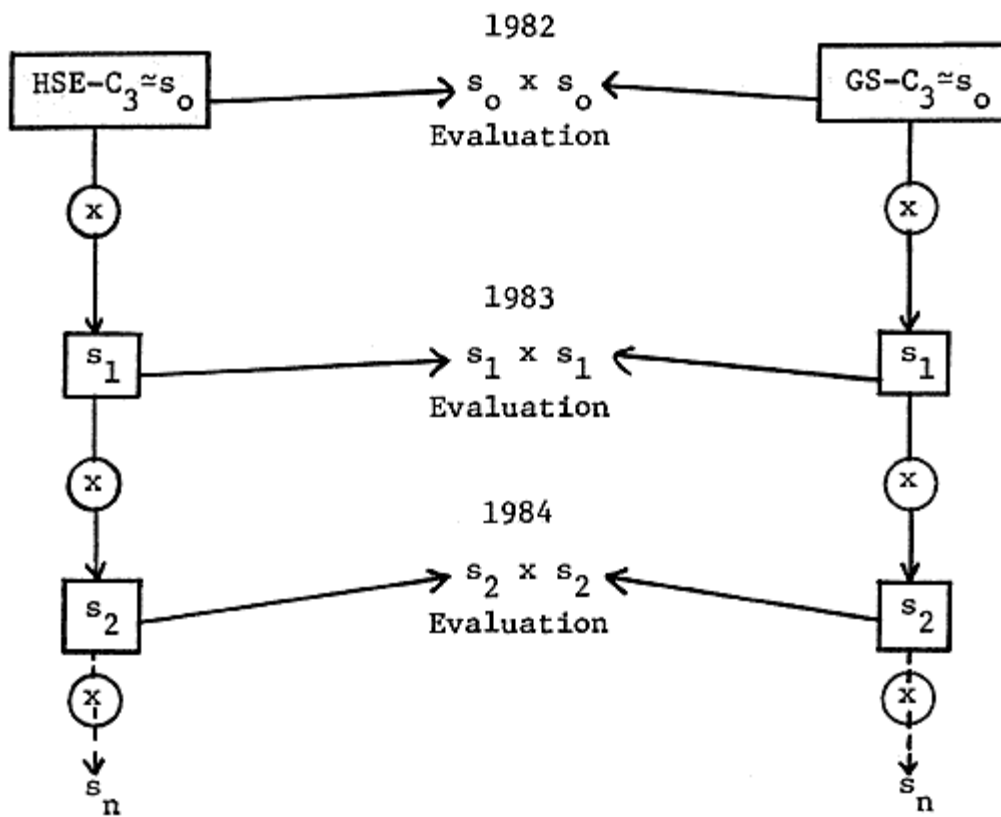 1982
HSE-C₃≃s₀
s₀ x s₀
GS-C₃≃s₀
Evaluation
x
x
1983
s₁
s₁ x s₁
s₁
Evaluation
x
x
1984
s₂
s₂ x s₂
s₂
Evaluation
x
x
sₙ
sₙ